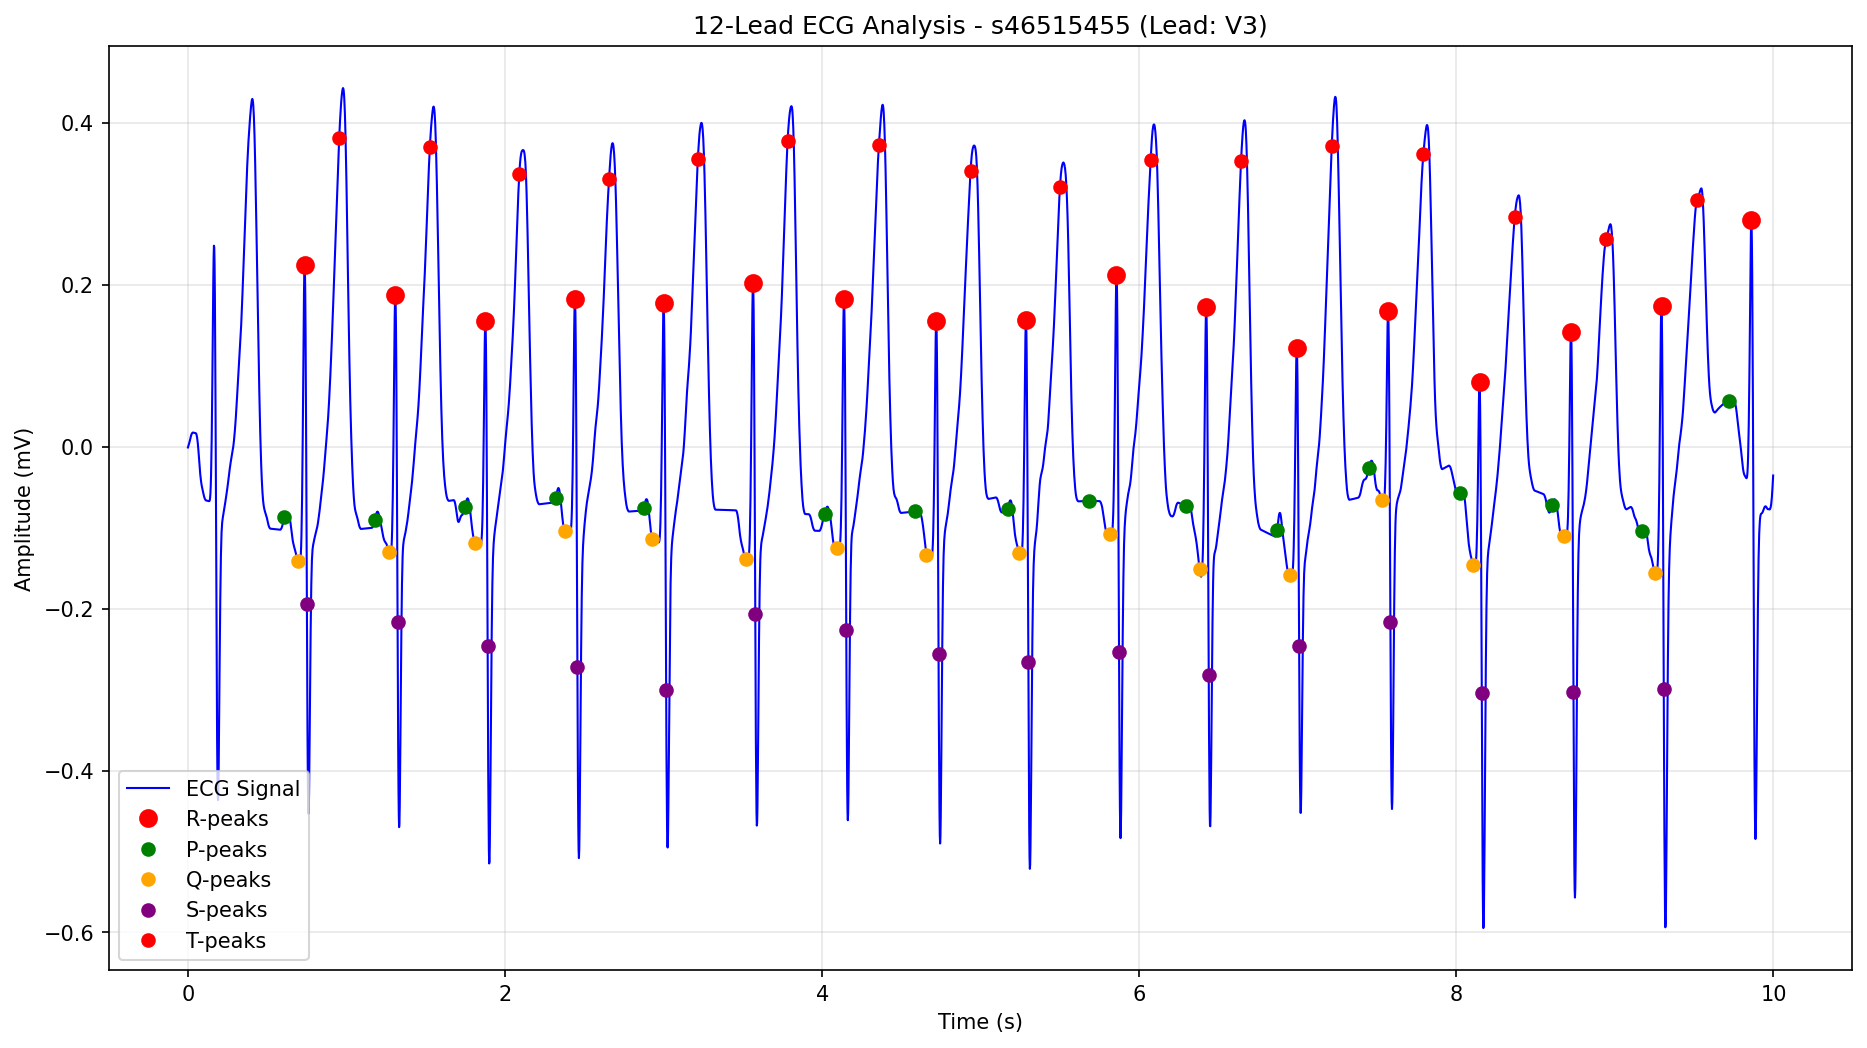 12-Lead ECG Analysis - s46515455 (Lead: V3)
Amplitude (mV)
0.4
0.2
0.0
−0.2
−0.4
−0.6
ECG Signal
R-peaks
P-peaks
Q-peaks
S-peaks
T-peaks
0 2 4 6 8 10
Time (s)